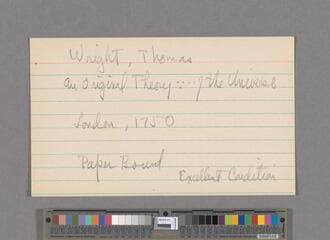 Wright, Thomas
An Original Theory .... of the Universe
London, 1750
Paper Bound
Excellent Condition